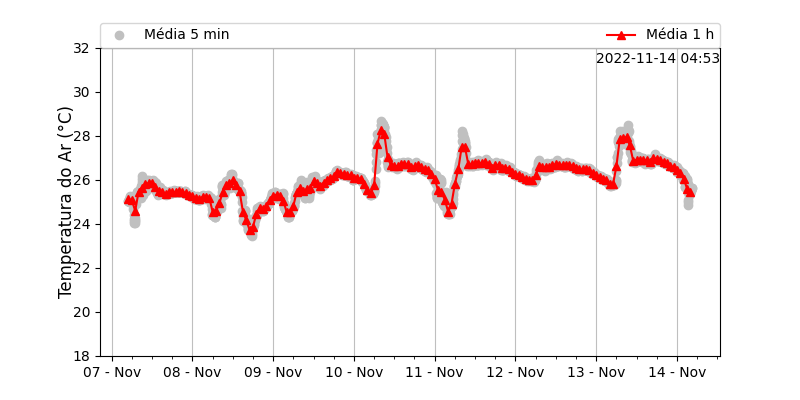 Média 5 min
Média 1 h
2022-11-14 04:53
Temperatura do Ar (°C)
32
30
28
26
24
22
20
18
07 - Nov
08 - Nov
09 - Nov
10 - Nov
11 - Nov
12 - Nov
13 - Nov
14 - Nov